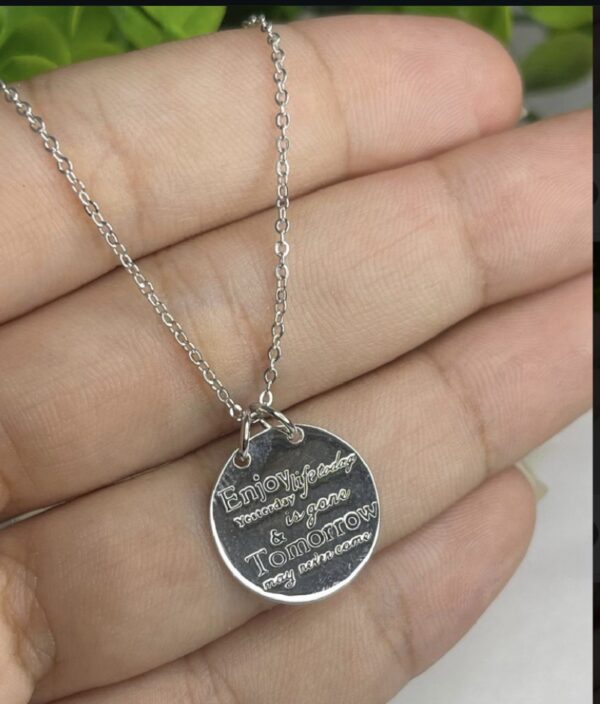 Enjoy life today
Yesterday
is gone
&
Tomorrow
may never come